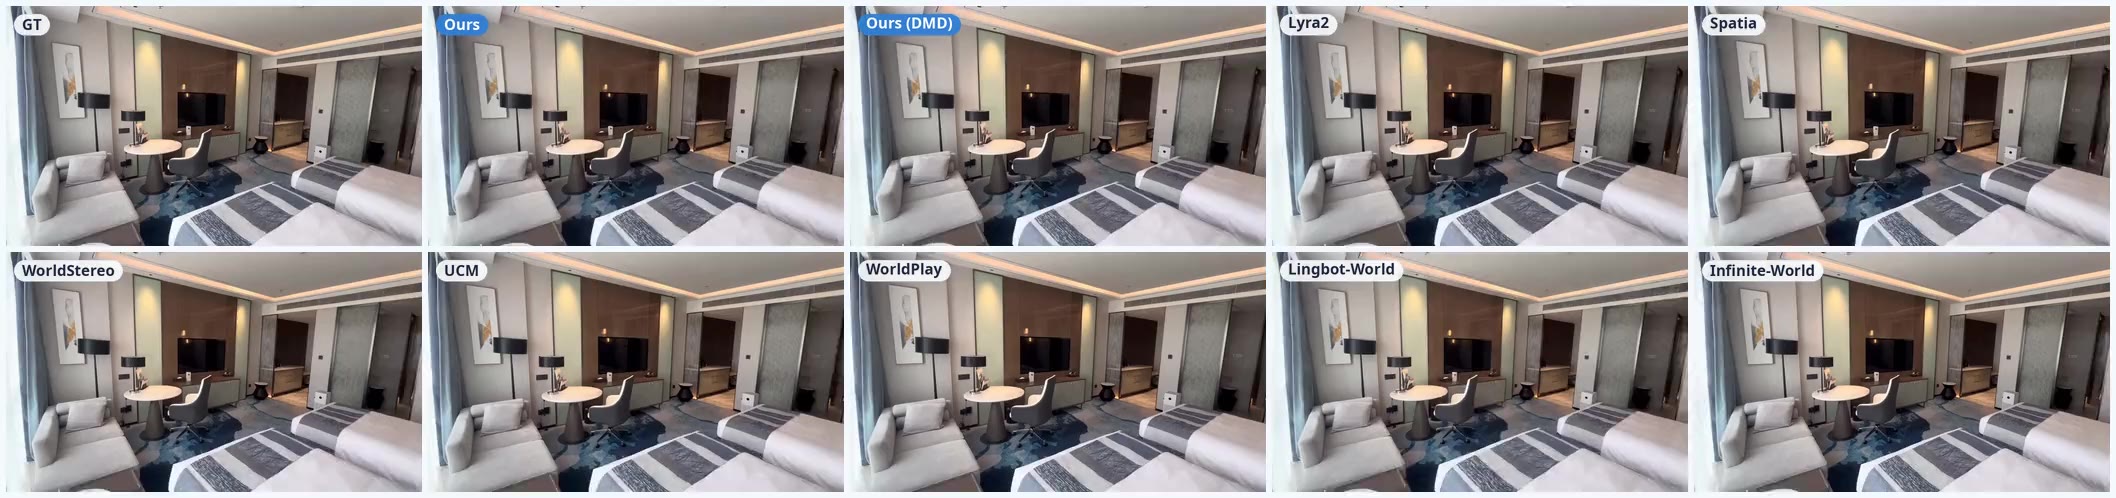 GT
Ours
Ours (DMD)
Lyra2
Spatia
WorldStereo
UCM
WorldPlay
Lingbot-World
Infinite-World